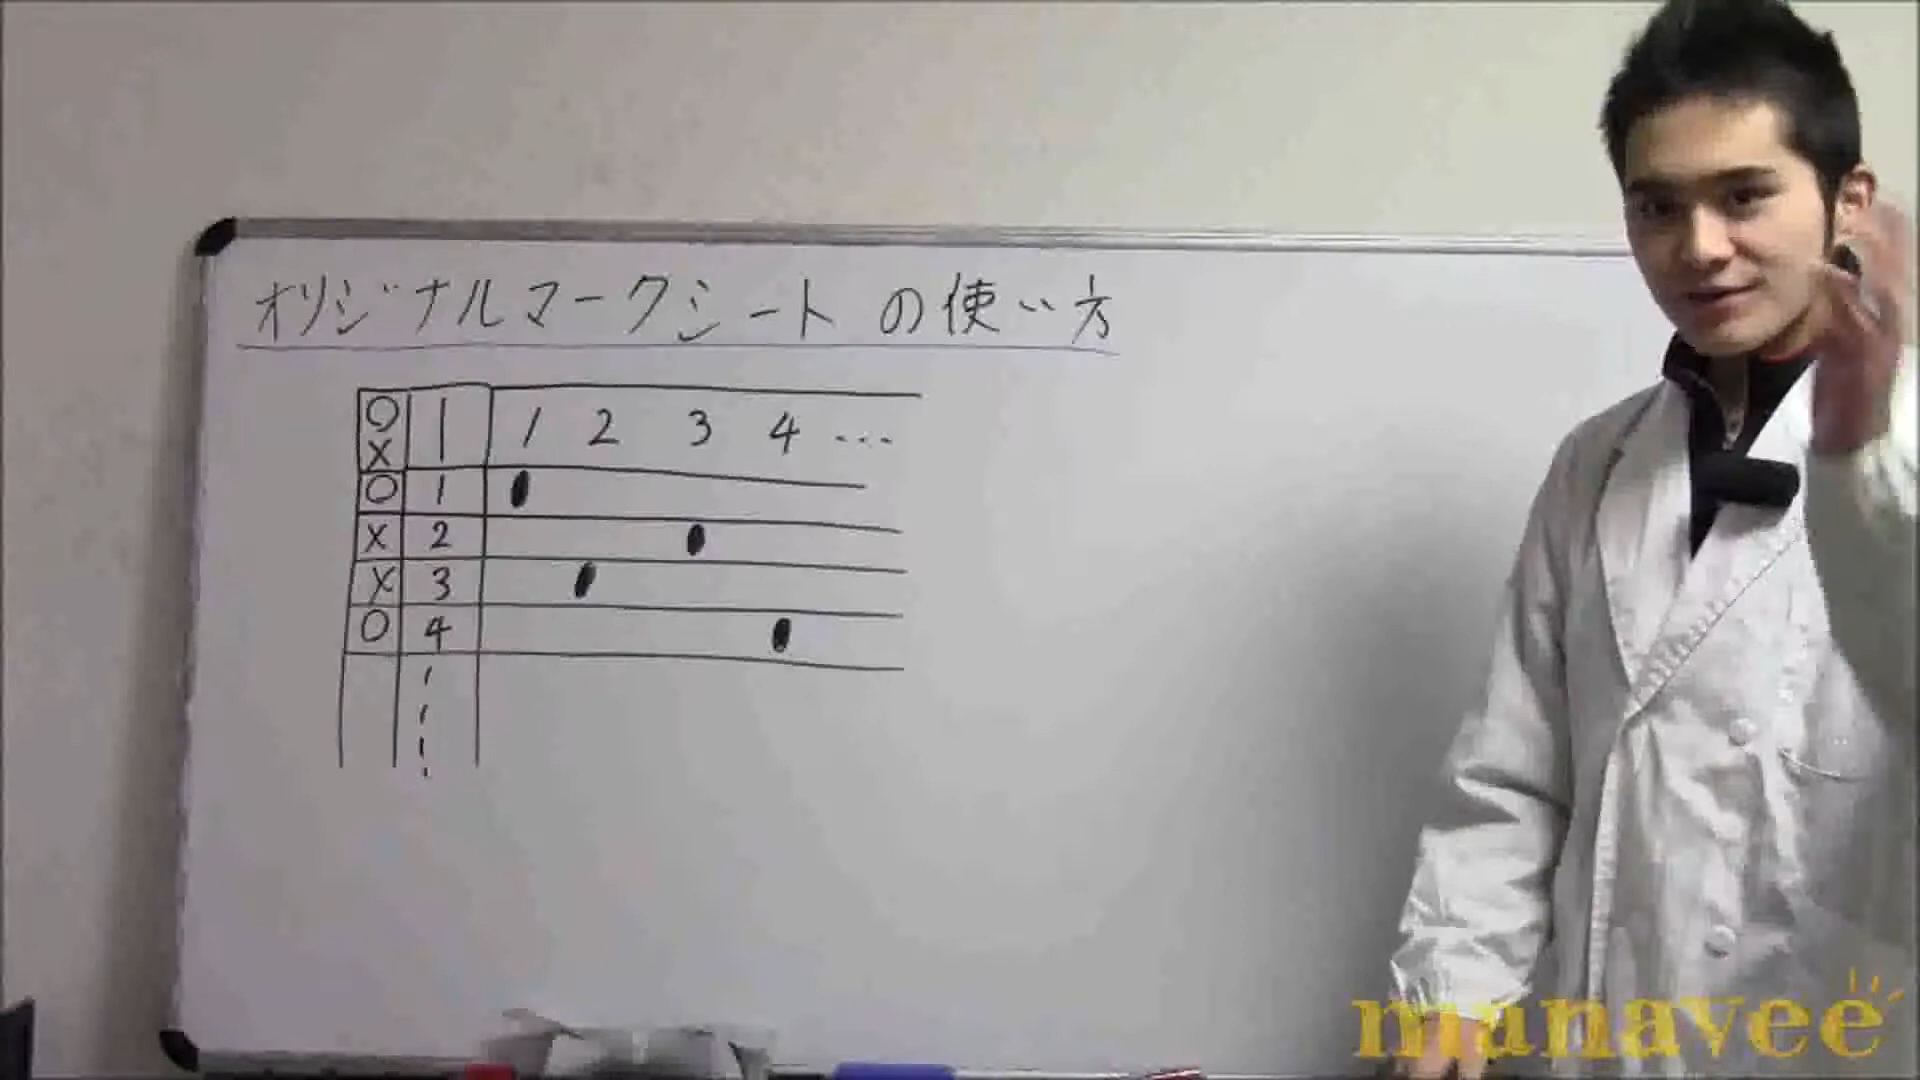 オリジナルマークシートの使い方
○ × | 1 2 3 4 ...
○ 1
× 2
× 3
○ 4
manavee